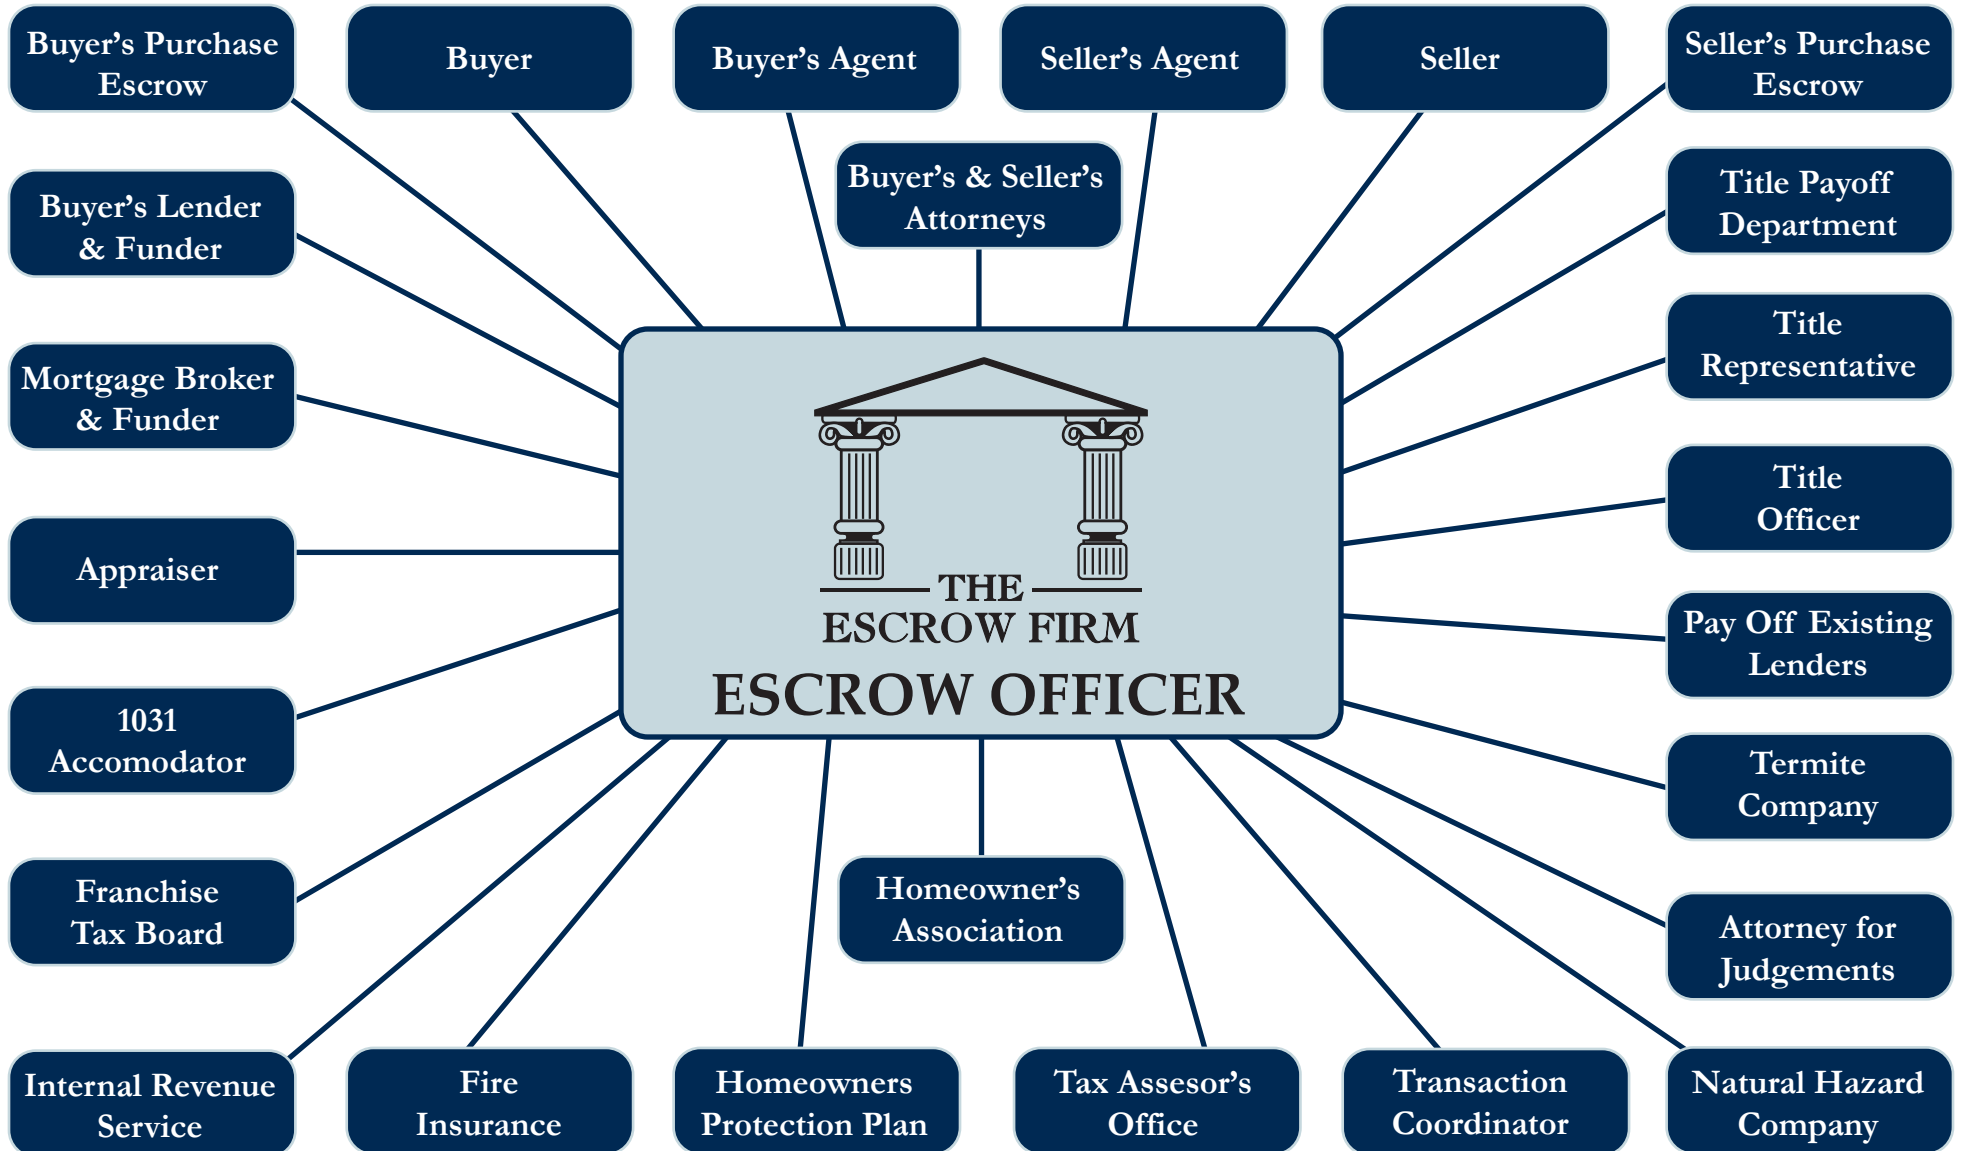 Buyer’s Purchase
Escrow
Buyer
Buyer’s Agent
Seller’s Agent
Seller
Seller’s Purchase
Escrow
Buyer’s & Seller’s
Attorneys
Buyer’s Lender
& Funder
Title Payoff
Department
Mortgage Broker
& Funder
Title
Representative
Appraiser
Title
Officer
THE
ESCROW FIRM
ESCROW OFFICER
Pay Off Existing
Lenders
1031
Accomodator
Termite
Company
Franchise
Tax Board
Homeowner’s
Association
Attorney for
Judgements
Internal Revenue
Service
Fire
Insurance
Homeowners
Protection Plan
Tax Assesor’s
Office
Transaction
Coordinator
Natural Hazard
Company